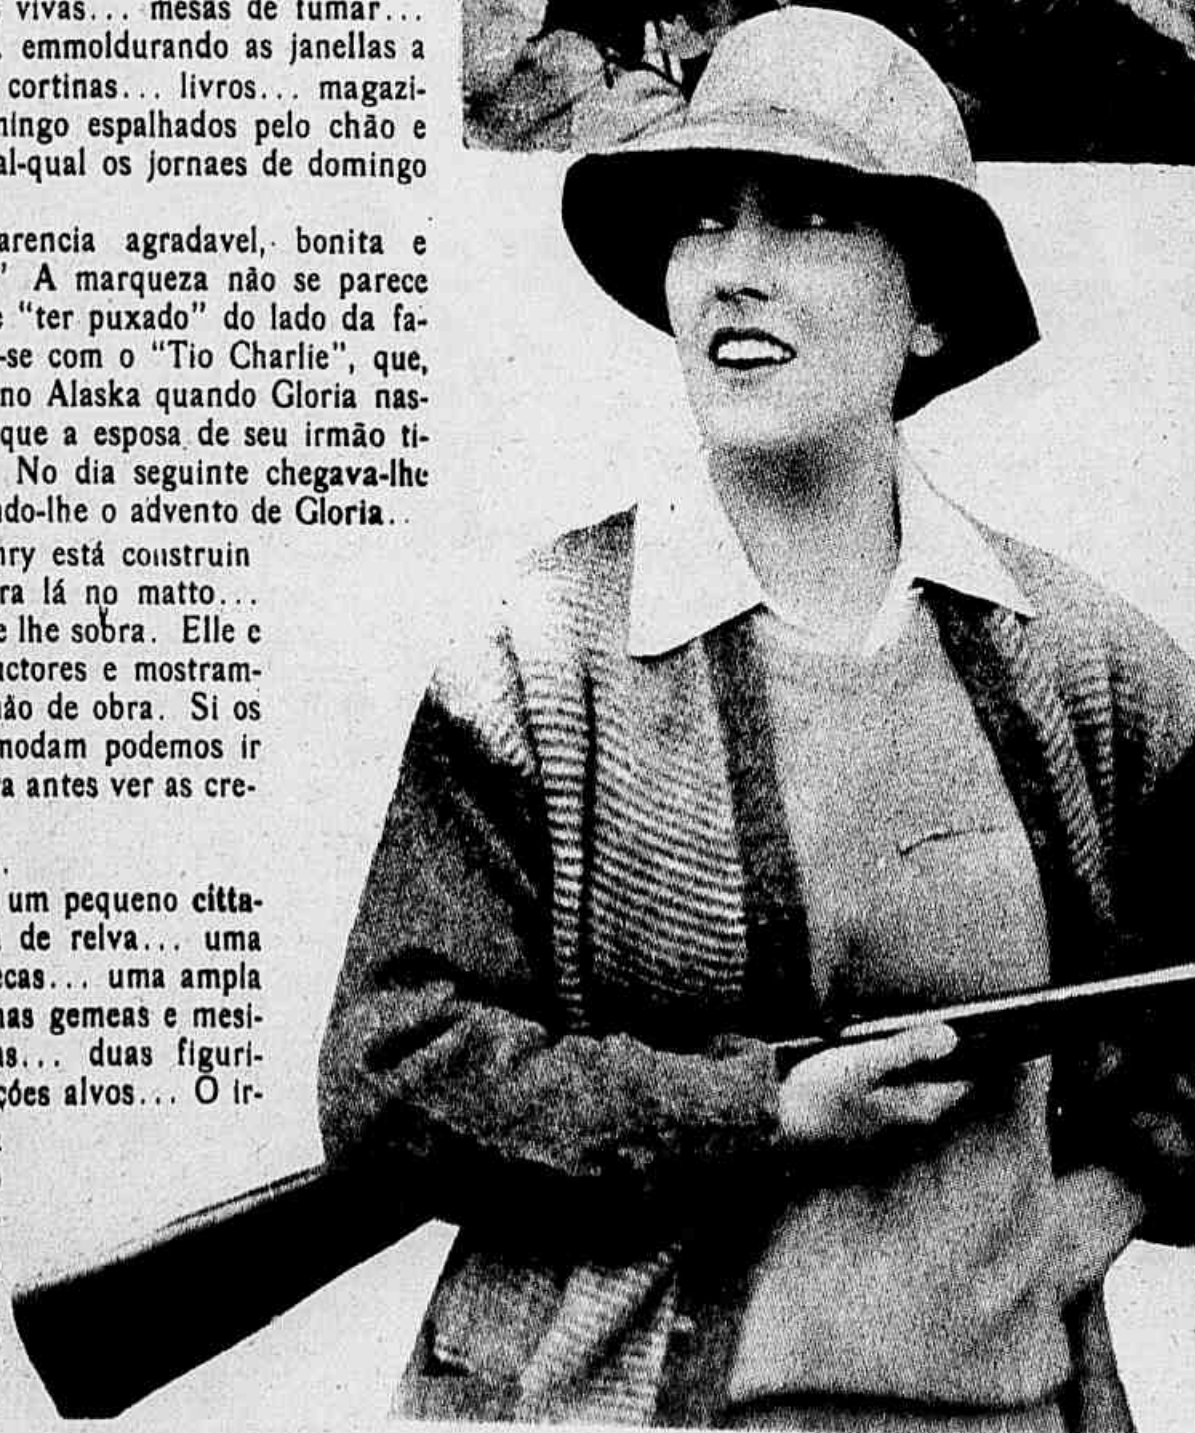 vivas... mesas de fumar...
. emmoldurando as janellas a
cortinas... livros... magazi-
ningo espalhados pelo chão e
al-qual os jornaes de domingo
arencia agradavel, bonita e
" A marqueza não se parece
e "ter puxado" do lado da fa-
-se com o "Tio Charlie", que,
no Alaska quando Gloria nas-
que a esposa de seu irmão ti-
No dia seguinte chegava-lhe
ndo-lhe o advento de Gloria..
nry está construin
ra lá no matto...
e lhe sobra. Elle e
uctores e mostram-
não de obra. Si os
modam podemos ir
ra antes ver as cre-
um pequeno citta-
de relva... uma
ecas... uma ampla
nas gemeas e mesi-
as... duas figuri-
ções alvos... O ir-